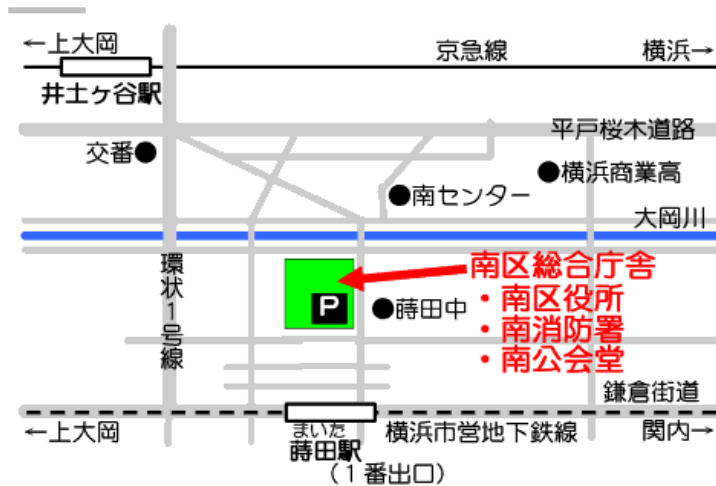 ←上大岡
京急線
横浜→
井土ヶ谷駅
平戸桜木道路
交番●
●横浜商業高
●南センター
大岡川
環状1号線
南区総合庁舎
・南区役所
P
●蒔田中
・南消防署
・南公会堂
鎌倉街道
←上大岡
まいた
蒔田駅
(1番出口)
横浜市営地下鉄線
関内→